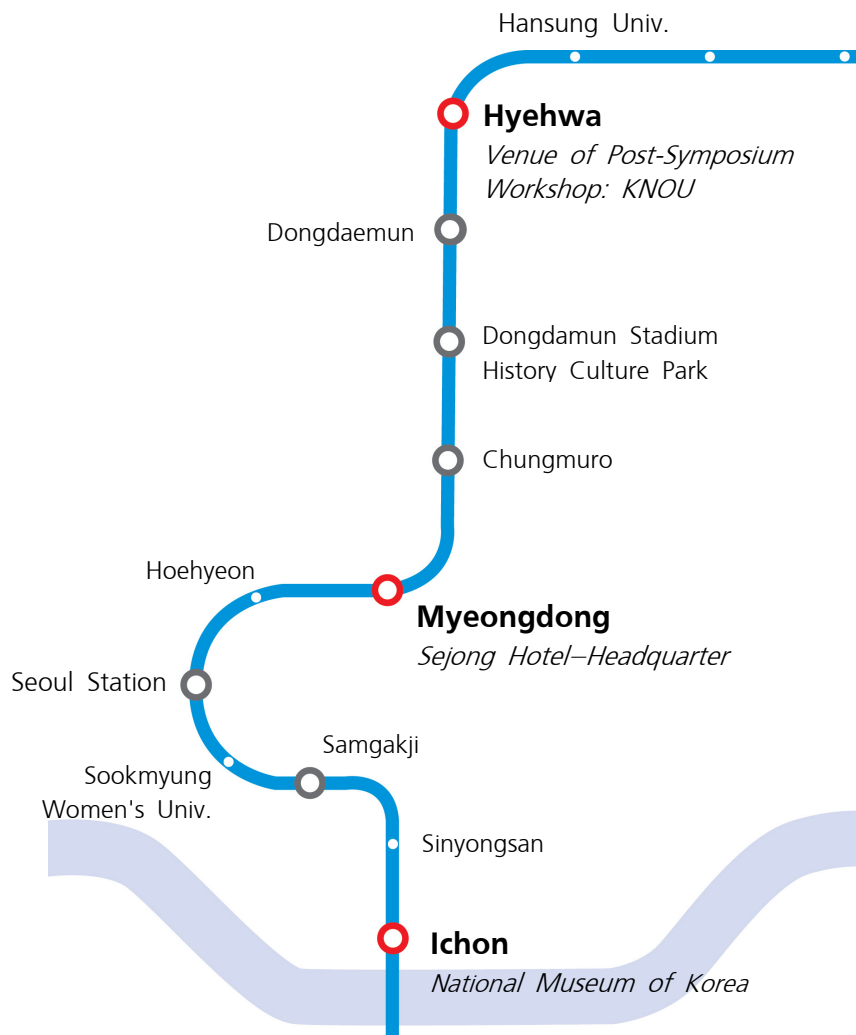 Hansung Univ.
Hyehwa
Venue of Post-Symposium
Workshop: KNOU
Dongdaemun
Dongdamun Stadium
History Culture Park
Chungmuro
Hoehyeon
Myeongdong
Sejong Hotel–Headquarter
Seoul Station
Samgakji
Sookmyung
Women's Univ.
Sinyongsan
Ichon
National Museum of Korea